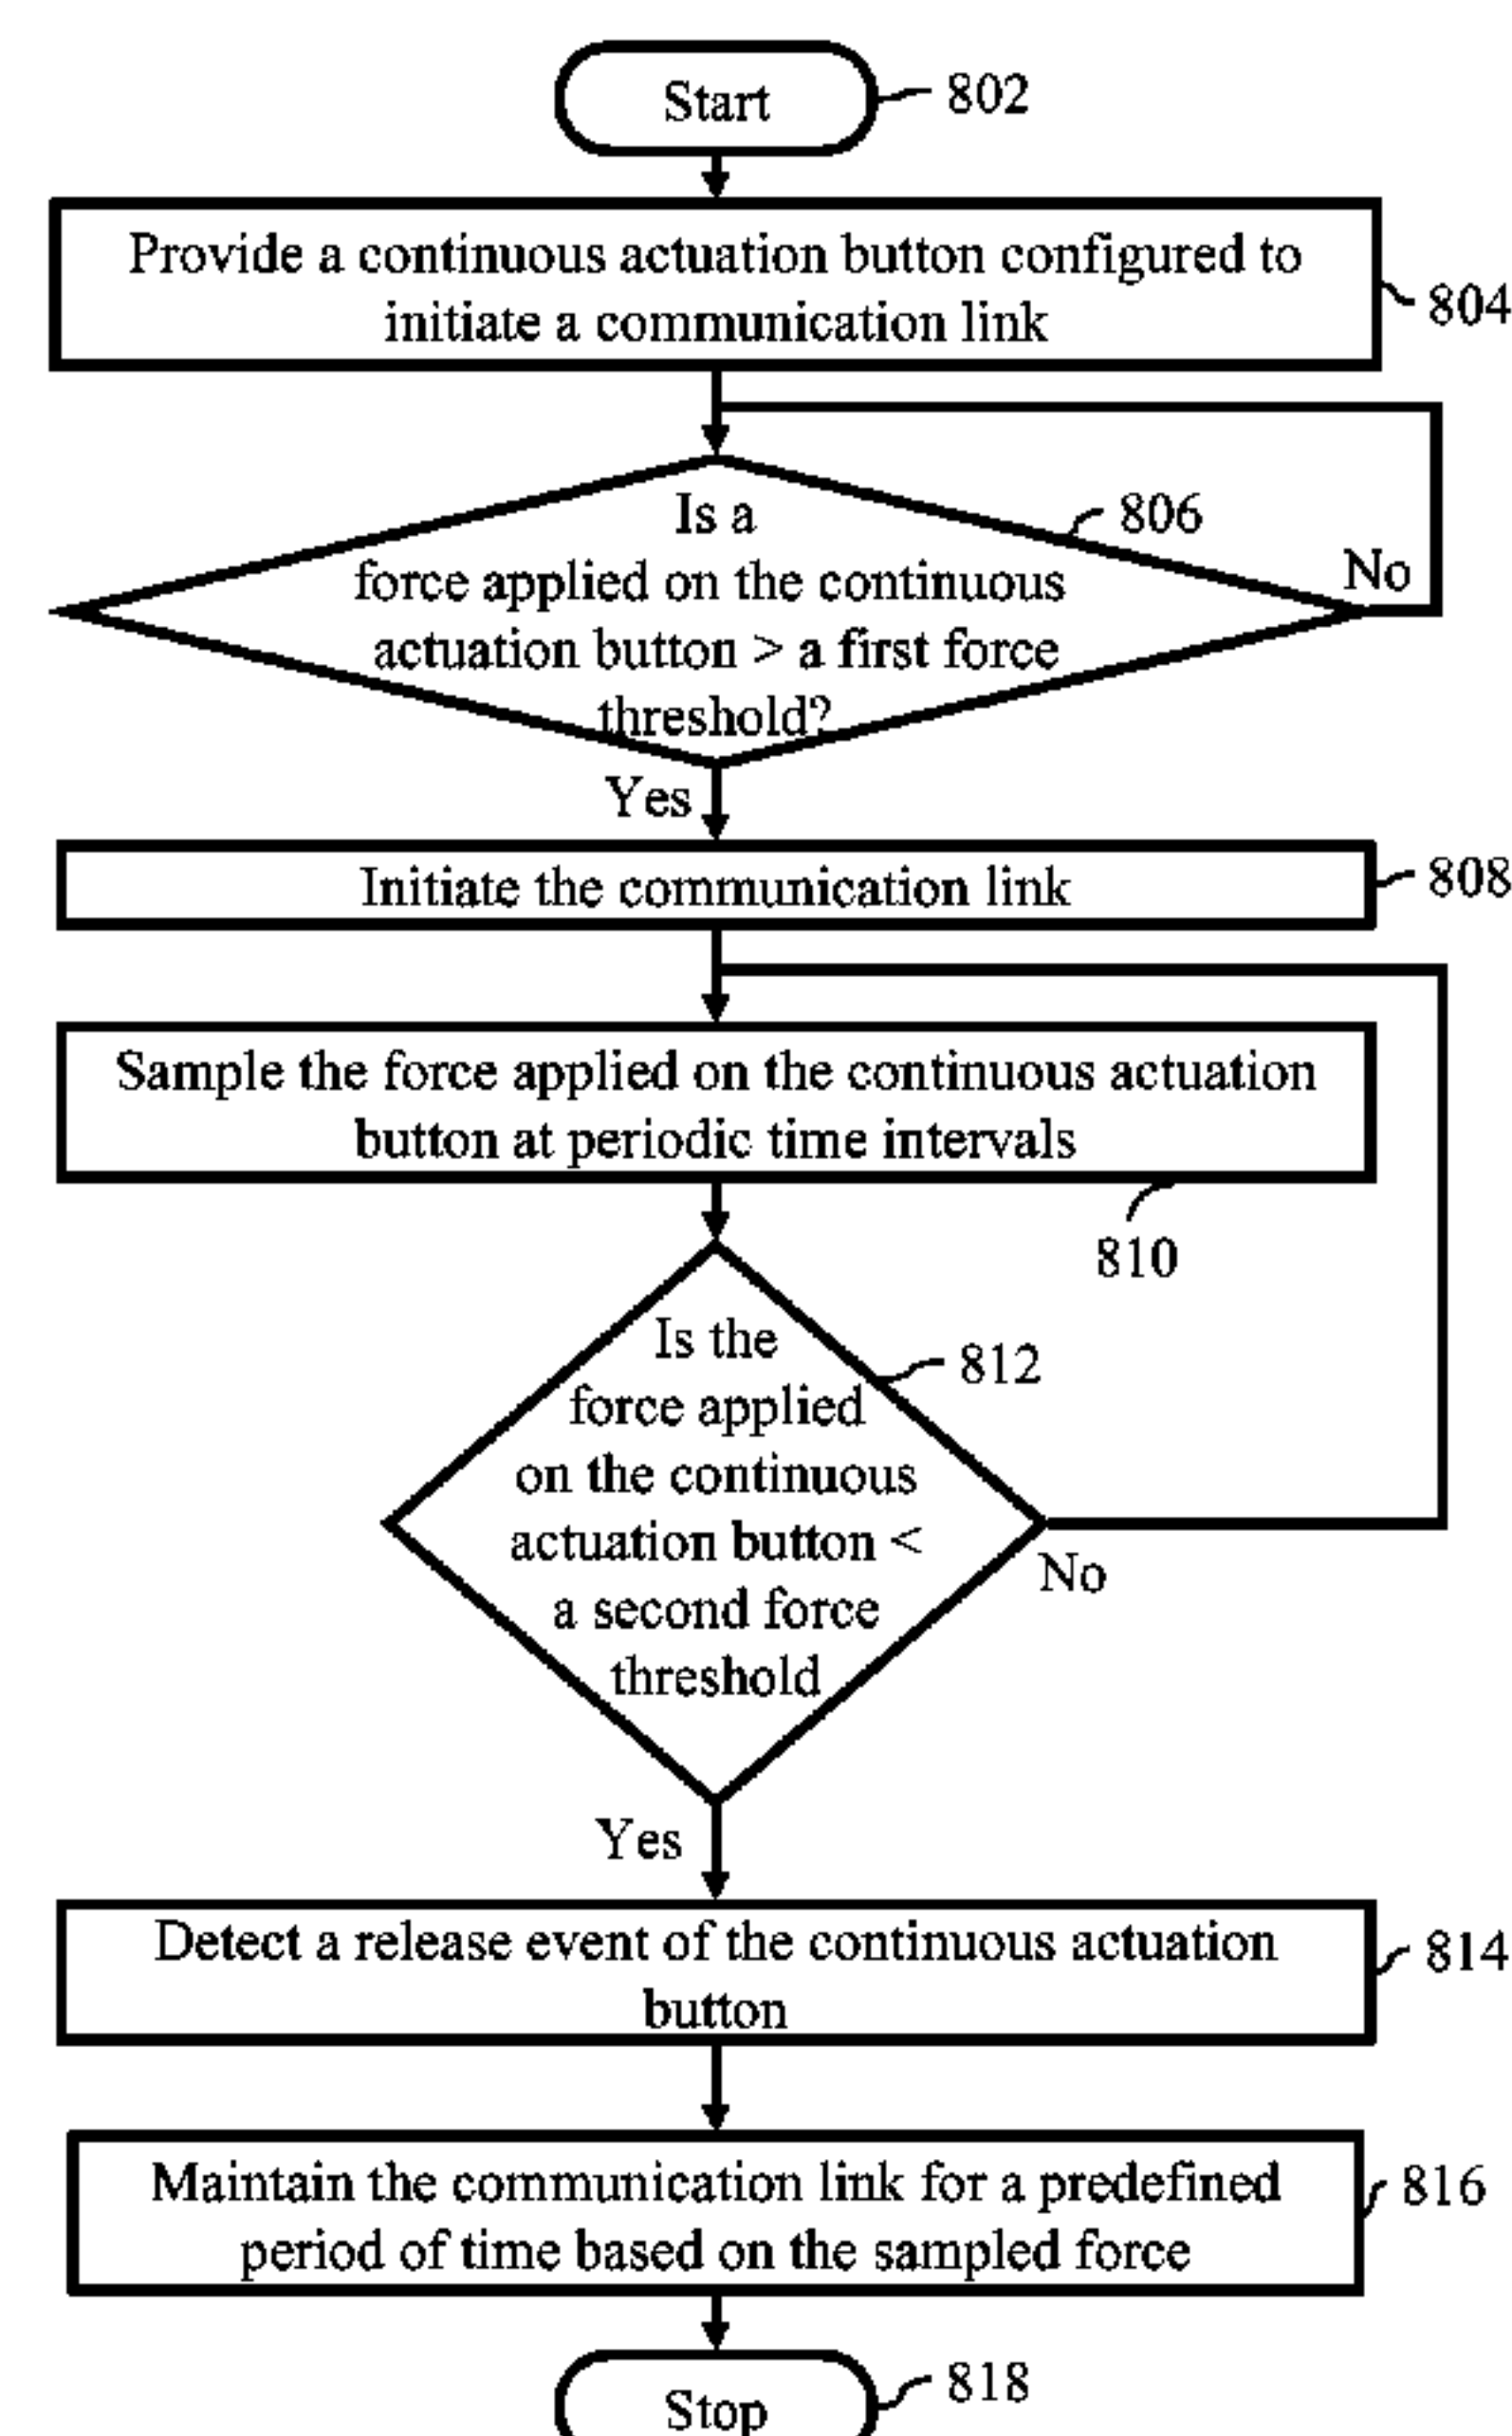 Start
802
Provide a continuous actuation button configured to
initiate a communication link
804
Is a
806
force applied on the continuous
No
actuation button > a first force
threshold?
Yes
Initiate the communication link
808
Sample the force applied on the continuous actuation
button at periodic time intervals
810
Is the
812
force applied
on the continuous
actuation button <
No
a second force
threshold
Yes
Detect a release event of the continuous actuation
button
814
Maintain the communication link for a predefined
period of time based on the sampled force
816
Stop
818